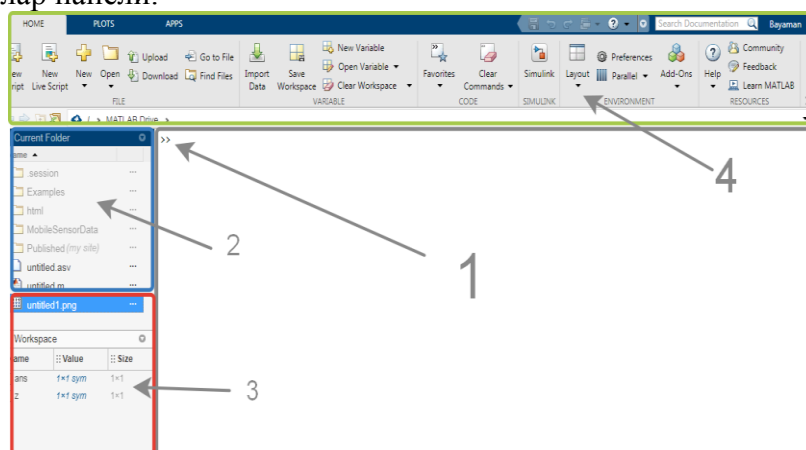 лар панели.
HOME PLOTS APPS Search Documentation Bayaman
New Variable Community
Upload Go to File Open Variable Preferences Feedback
New New Open Download Find Files Import Save Clear Workspace Favorites Clear Simulink Layout Parallel Add-Ons Help Learn MATLAB
Live Script Data Workspace Commands
FILE VARIABLE CODE SIMULINK ENVIRONMENT RESOURCES
/ > MATLAB Drive >
Current Folder
>>
.session
Examples
html
MobileSensorData
Published (my site)
untitled.asv
untitled.m
untitled1.png
Workspace
Value Size
ans 1×1 sym 1×1
z 1×1 sym 1×1
1
2
3
4